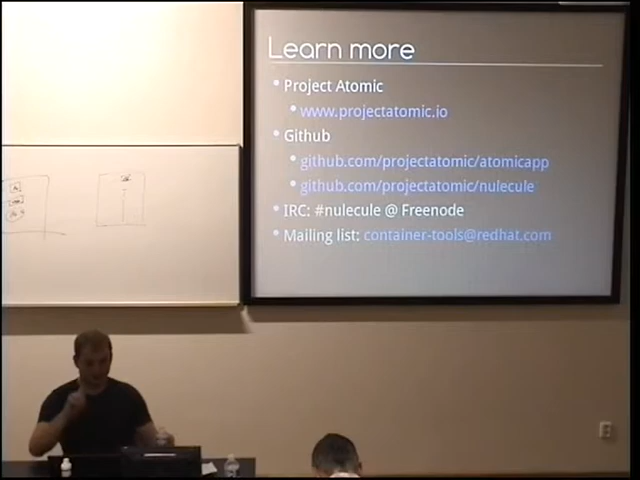 Learn more
Project Atomic
www.projectatomic.io
Github
github.com/projectatomic/atomicapp
github.com/projectatomic/nulecule
IRC: #nulecule @ Freenode
Mailing list: container-tools@redhat.com